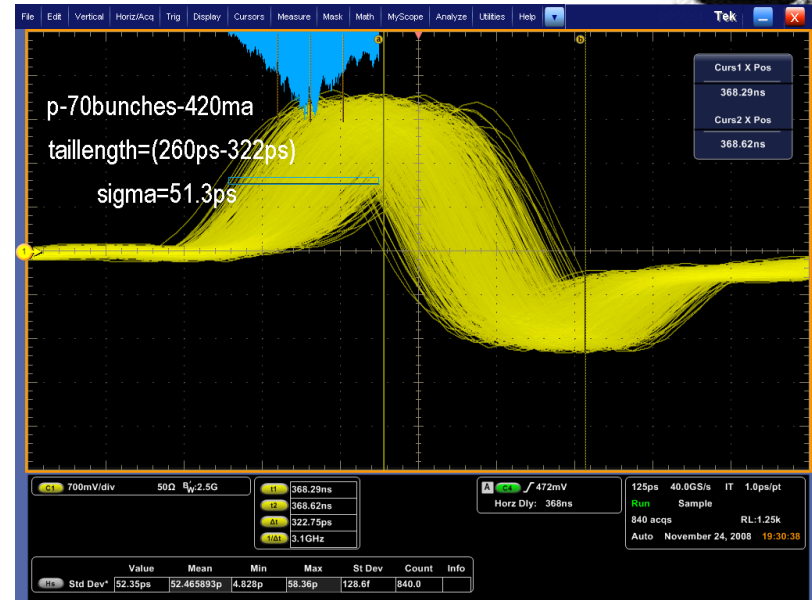 File Edit Vertical Horiz/Acq Trig Display Cursors Measure Mask Math MyScope Analyze Utilities Help Tek X
a b
Curs1 X Pos
368.29ns
Curs2 X Pos
368.62ns
p-70bunches-420ma
taillength=(260ps-322ps)
sigma=51.3ps
1
C1 700mV/div 50Ω BW:2.5G
t1 368.29ns
t2 368.62ns
Δt 322.75ps
1/Δt 3.1GHz
A C4 472mV
Horz Dly: 368ns
125ps 40.0GS/s IT 1.0ps/pt
Run Sample
840 acqs RL:1.25k
Auto November 24, 2008 19:30:38
Value Mean Min Max St Dev Count Info
Hs Std Dev* 52.35ps 52.465893p 4.828p 58.36p 128.6f 840.0